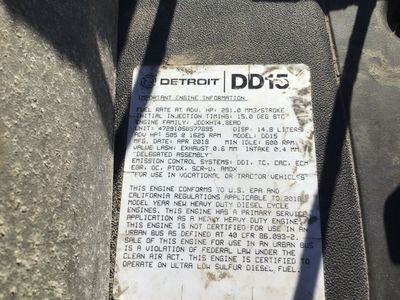 DETROIT DD15
IMPORTANT ENGINE INFORMATION
FUEL RATE AT ADV. HP: 281.0 MM3/STROKE
INITIAL INJECTION TIMING: 15.0 DEG BTC
ENGINE FAMILY: JDDXH14.8EAD
UNIT: 472910S0577895 DISP: 14.8 LITERS
ADV HP: 505 @ 1625 RPM MODEL: DD15
MFG. DATE: APR 2018 MIN IDLE: 600 RPM
VALVE LASH: EXHAUST 0.6 MM INTAKE 0.4 MM
"DELEGATED ASSEMBLY"
EMISSION CONTROL SYSTEMS: DDI, TC, CAC, ECM
EGR, OC, PTOX, SCR-U, AMOX
FOR USE IN VOCATIONAL OR TRACTOR VEHICLES
THIS ENGINE CONFORMS TO U.S. EPA AND
CALIFORNIA REGULATIONS APPLICABLE TO 2018
MODEL YEAR NEW HEAVY DUTY DIESEL CYCLE
ENGINES. THIS ENGINE HAS A PRIMARY SERVICE
APPLICATION AS A HEAVY HEAVY DUTY ENGINE.
THIS ENGINE IS NOT CERTIFIED FOR USE IN AN
URBAN BUS AS DEFINED AT 40 CFR 86.093-2.
SALE OF THIS ENGINE FOR USE IN AN URBAN BUS
IS A VIOLATION OF FEDERAL LAW UNDER THE
CLEAN AIR ACT. THIS ENGINE IS CERTIFIED TO
OPERATE ON ULTRA LOW SULFUR DIESEL FUEL.